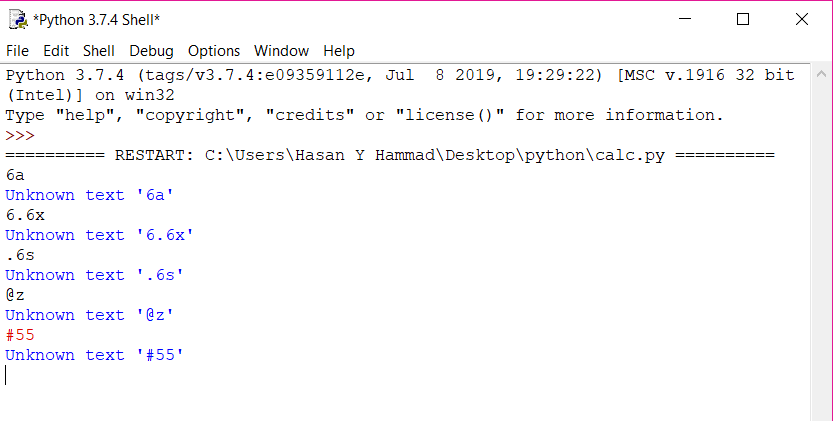 *Python 3.7.4 Shell*
File Edit Shell Debug Options Window Help
Python 3.7.4 (tags/v3.7.4:e09359112e, Jul  8 2019, 19:29:22) [MSC v.1916 32 bit
(Intel)] on win32
Type "help", "copyright", "credits" or "license()" for more information.
>>>
========== RESTART: C:\Users\Hasan Y Hammad\Desktop\python\calc.py ==========
6a
Unknown text '6a'
6.6x
Unknown text '6.6x'
.6s
Unknown text '.6s'
@z
Unknown text '@z'
#55
Unknown text '#55'